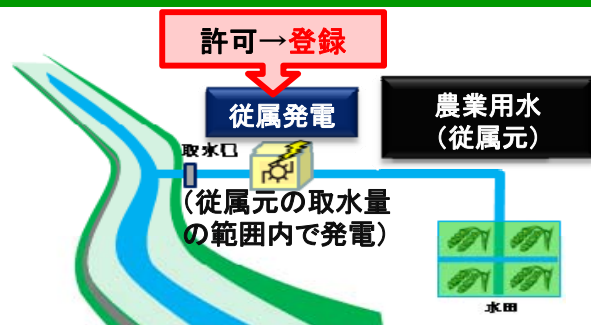 許可→登録
従属発電
農業用水
（従属元）
取水口
（従属元の取水量
の範囲内で発電）
水田